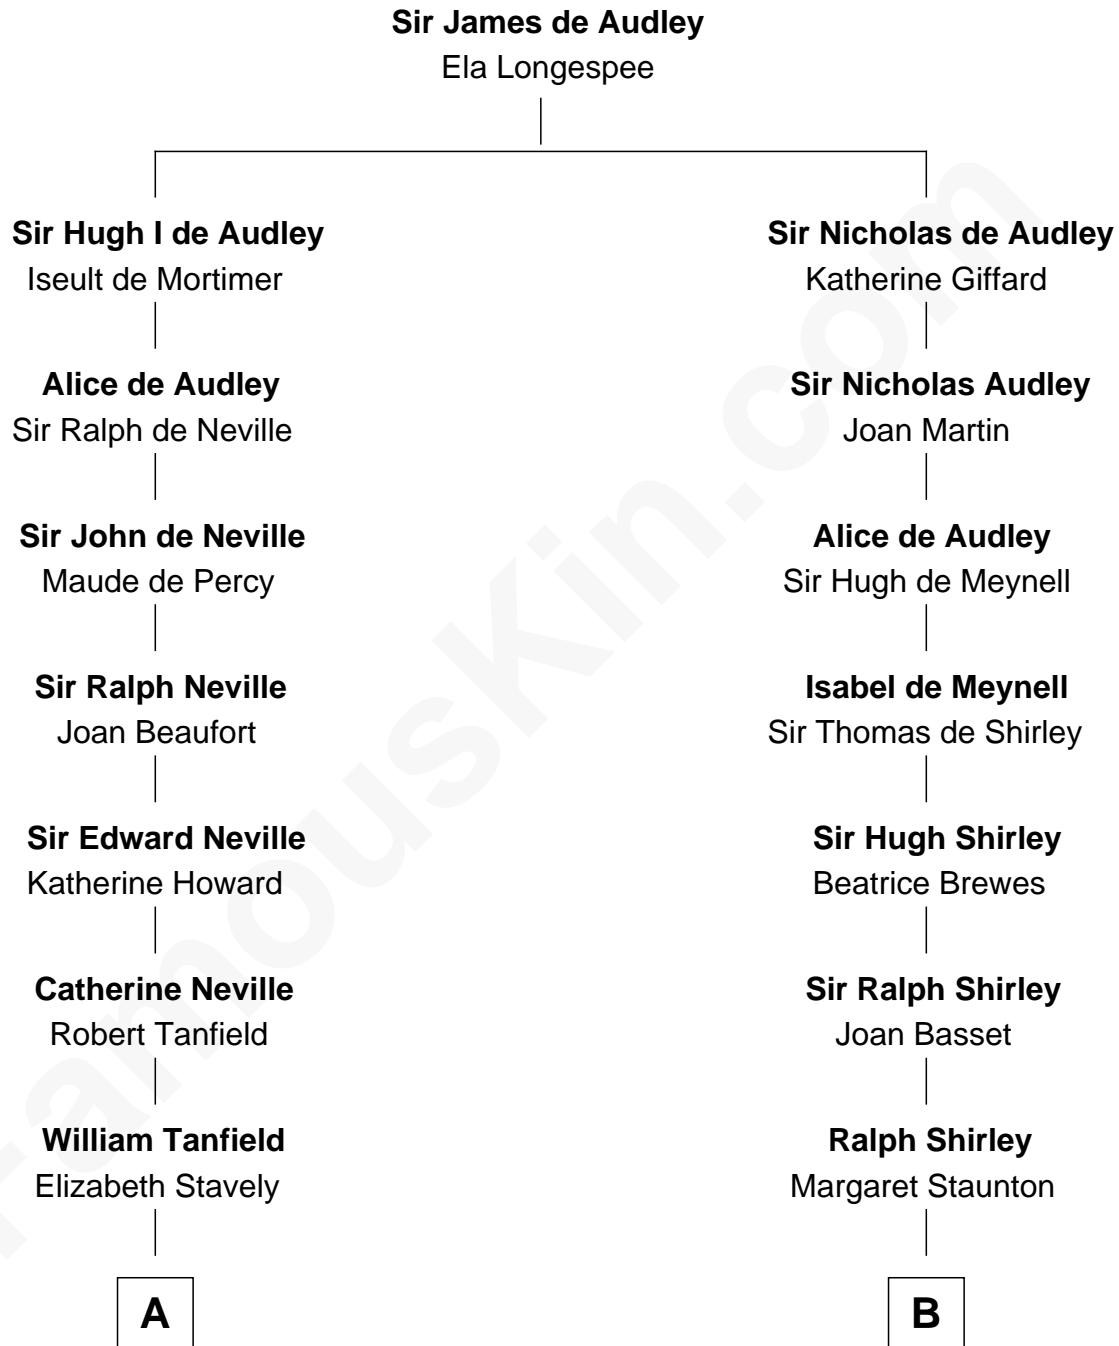 Sir James de Audley
Ela Longespee
Sir Hugh I de Audley
Iseult de Mortimer
Sir Nicholas de Audley
Katherine Giffard
Alice de Audley
Sir Ralph de Neville
Sir Nicholas Audley
Joan Martin
Sir John de Neville
Maude de Percy
Alice de Audley
Sir Hugh de Meynell
Sir Ralph Neville
Joan Beaufort
Isabel de Meynell
Sir Thomas de Shirley
Sir Edward Neville
Katherine Howard
Sir Hugh Shirley
Beatrice Brewes
Catherine Neville
Robert Tanfield
Sir Ralph Shirley
Joan Basset
William Tanfield
Elizabeth Stavely
Ralph Shirley
Margaret Staunton
A
B
FamousKin.com